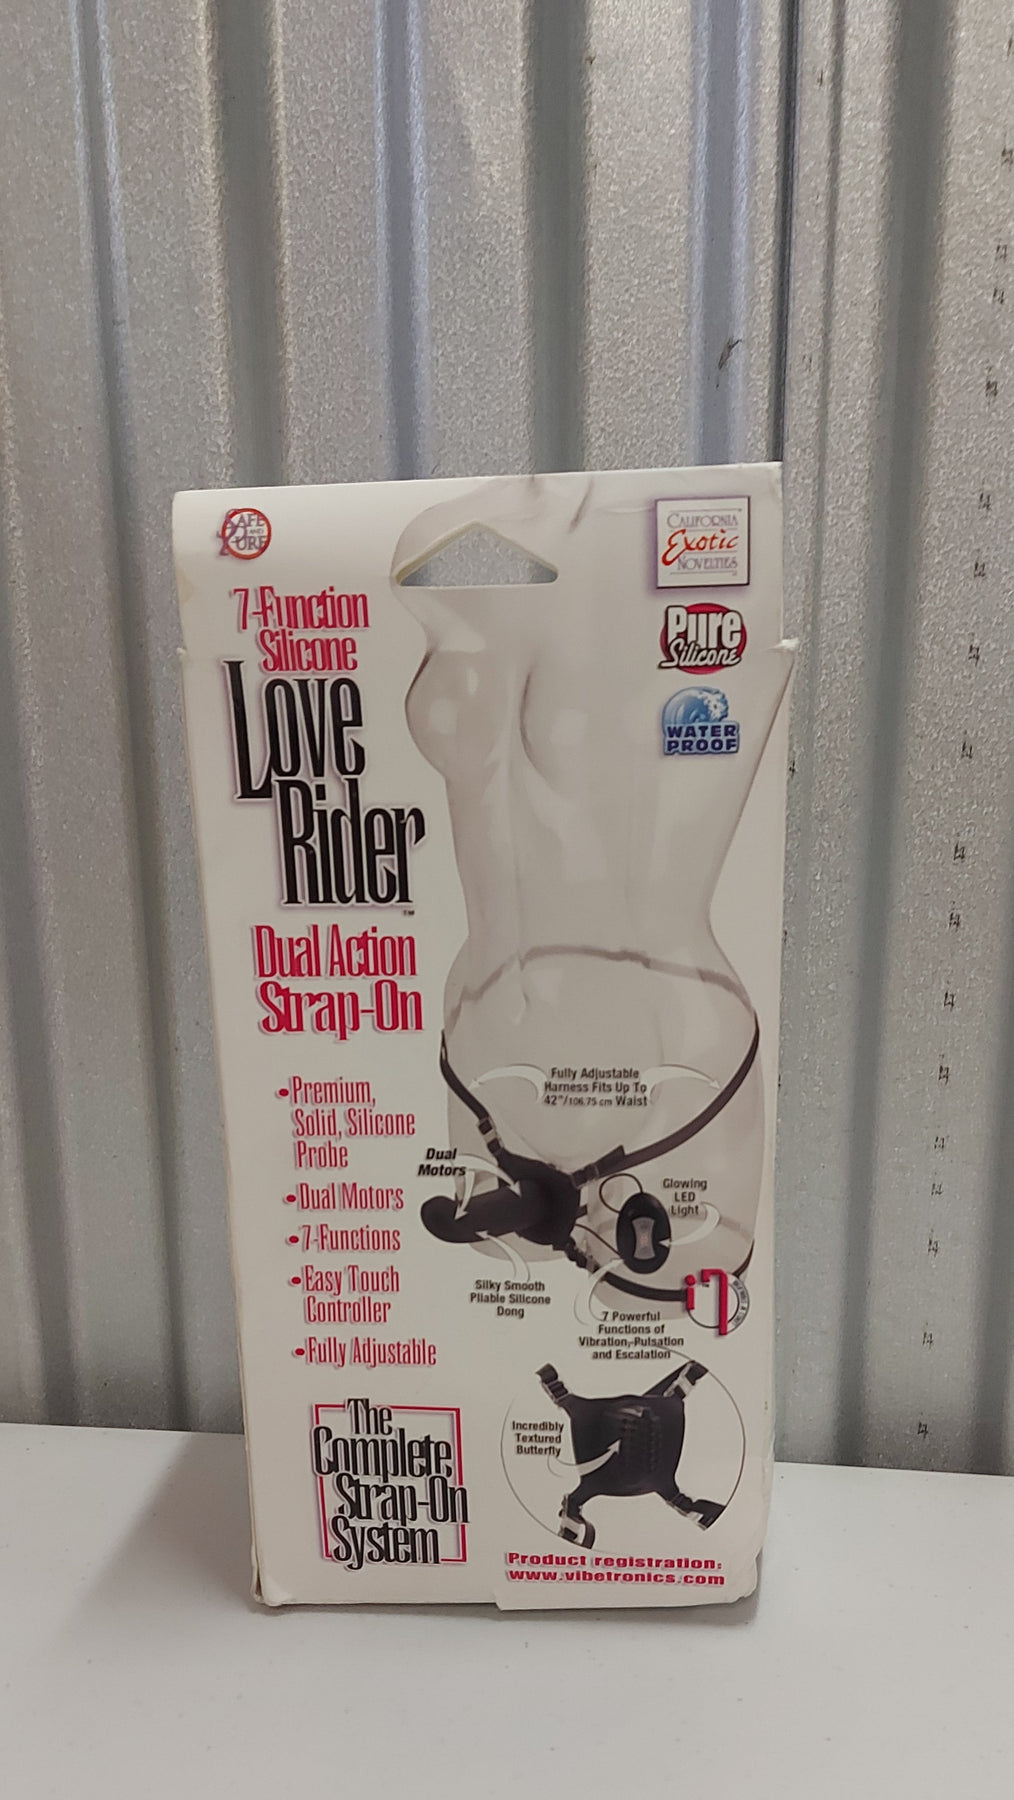 SAFE
AND
PURE
CALIFORNIA
Exotic
NOVELTIES
7-Function
Silicone
Love
Rider
™
Pure
Silicone
WATER
PROOF
Dual Action
Strap-On
•Premium,
Solid, Silicone
Probe
•Dual Motors
•7-Functions
•Easy Touch
Controller
•Fully Adjustable
Fully Adjustable
Harness Fits Up To
42"/106.75 cm Waist
Dual
Motors
Glowing
LED
Light
Silky Smooth
Pliable Silicone
Dong
i7
7 Powerful
Functions of
Vibration, Pulsation
and Escalation
Incredibly
Textured
Butterfly
The
Complete
Strap-On
System
Product registration:
www.vibetronics.com